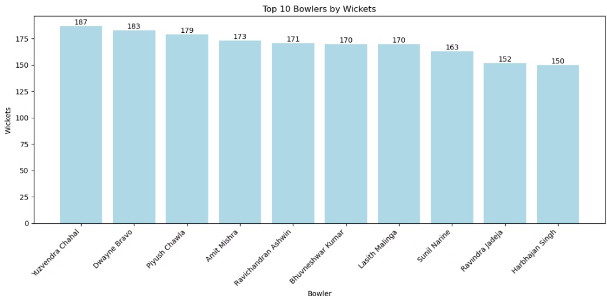 Top 10 Bowlers by Wickets
187
183
179
173
171
170
170
163
152
150
175
150
125
100
75
50
25
0
Wickets
Yuzvendra Chahal
Dwayne Bravo
Piyush Chawla
Amit Mishra
Ravichandran Ashwin
Bhuvneshwar Kumar
Lasith Malinga
Sunil Narine
Ravindra Jadeja
Harbhajan Singh
Bowler